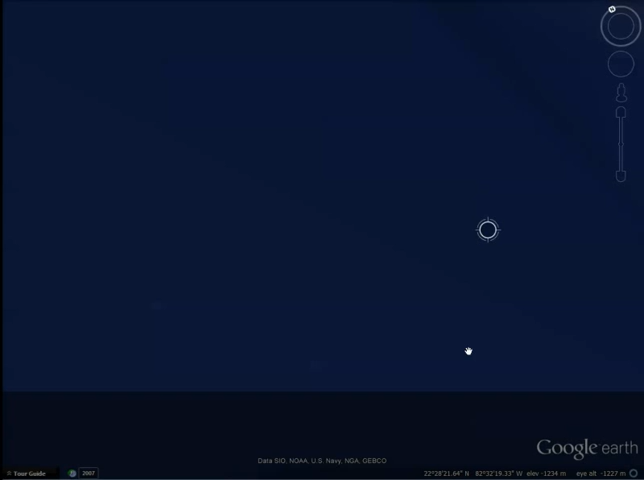 Google earth
Data SIO, NOAA, U.S. Navy, NGA, GEBCO
Tour Guide
2007
22°28'21.64" N 82°32'19.33" W elev -1234 m eye alt -1227 m